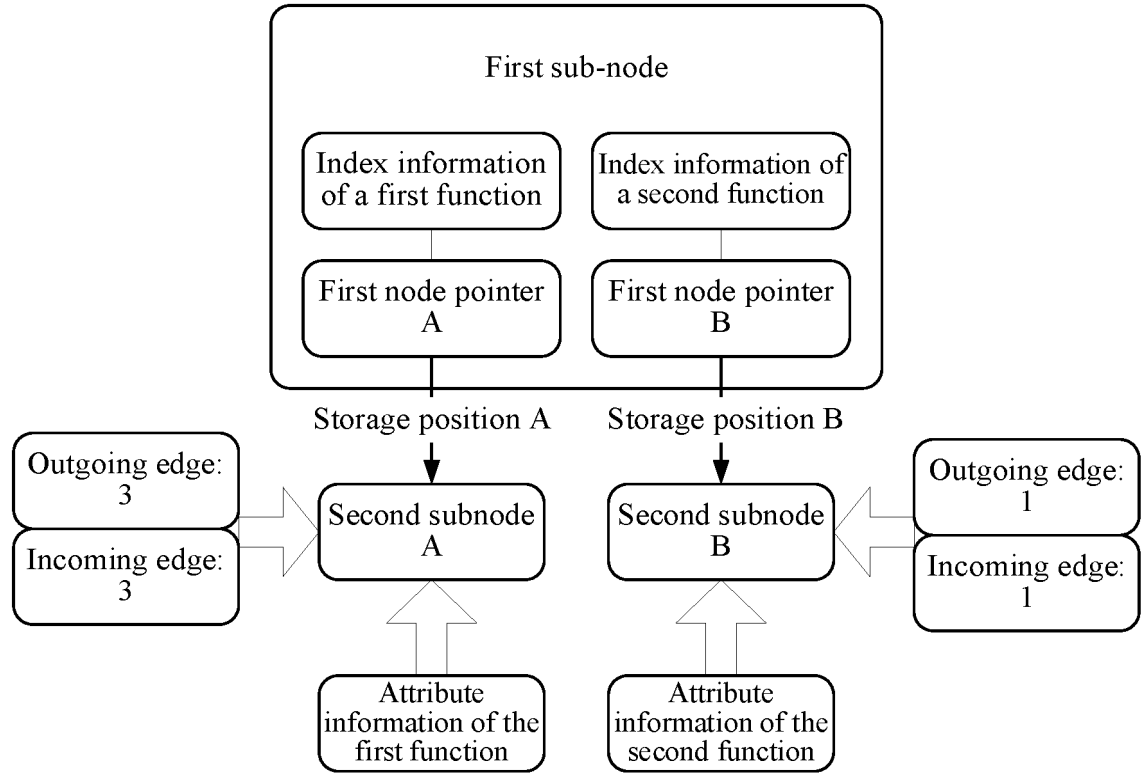 First sub-node
Index information
of a first function
Index information of
a second function
First node pointer
A
First node pointer
B
Storage position A
Storage position B
Outgoing edge:
3
Incoming edge:
3
Second subnode
A
Second subnode
B
Outgoing edge:
1
Incoming edge:
1
Attribute
information of the
first function
Attribute
information of the
second function